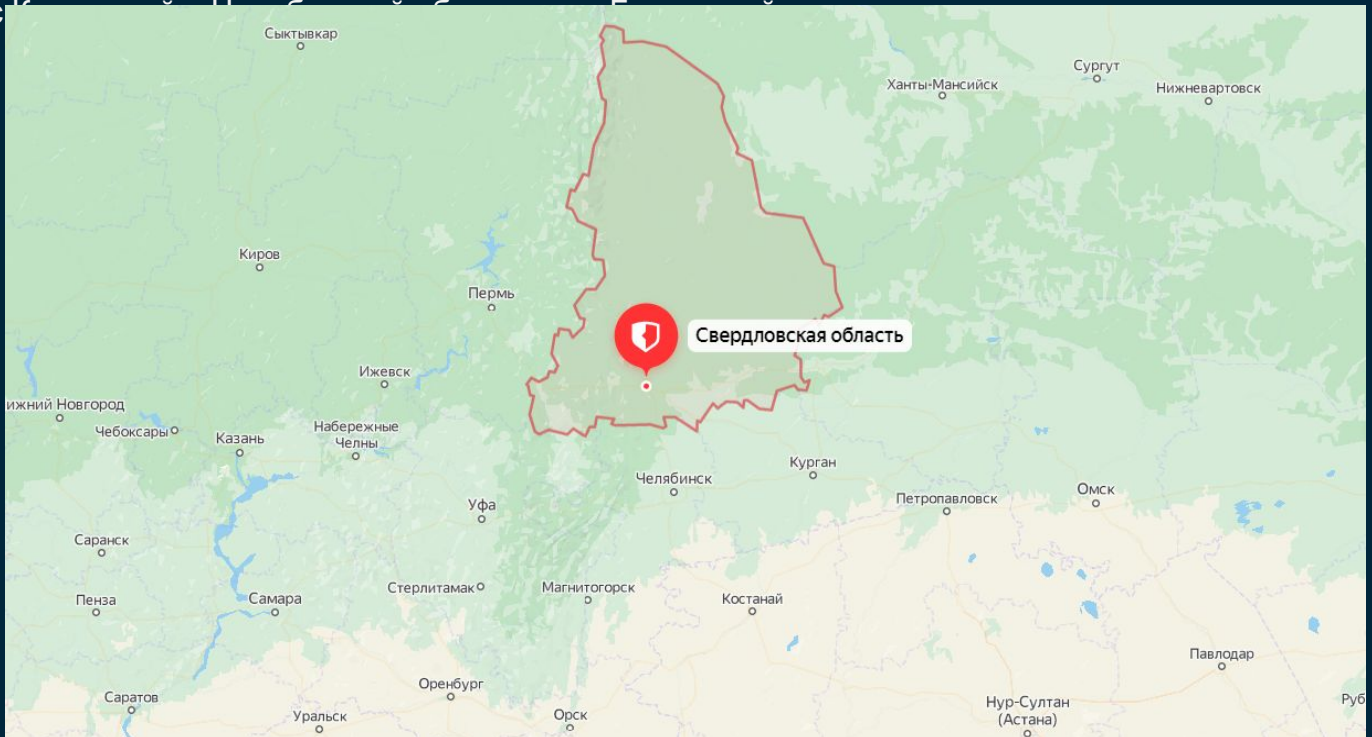 Сыктывкар
Сургут
Ханты-Мансийск
Нижневартовск
Киров
Пермь
Свердловская область
Ижевск
ижний Новгород
Чебоксары
Казань
Набережные
Челны
Челябинск
Курган
Петропавловск
Омск
Уфа
Саранск
Пенза
Самара
Стерлитамак
Магнитогорск
Костанай
Павлодар
Саратов
Уральск
Оренбург
Орск
Нур-Султан
(Астана)
Руб